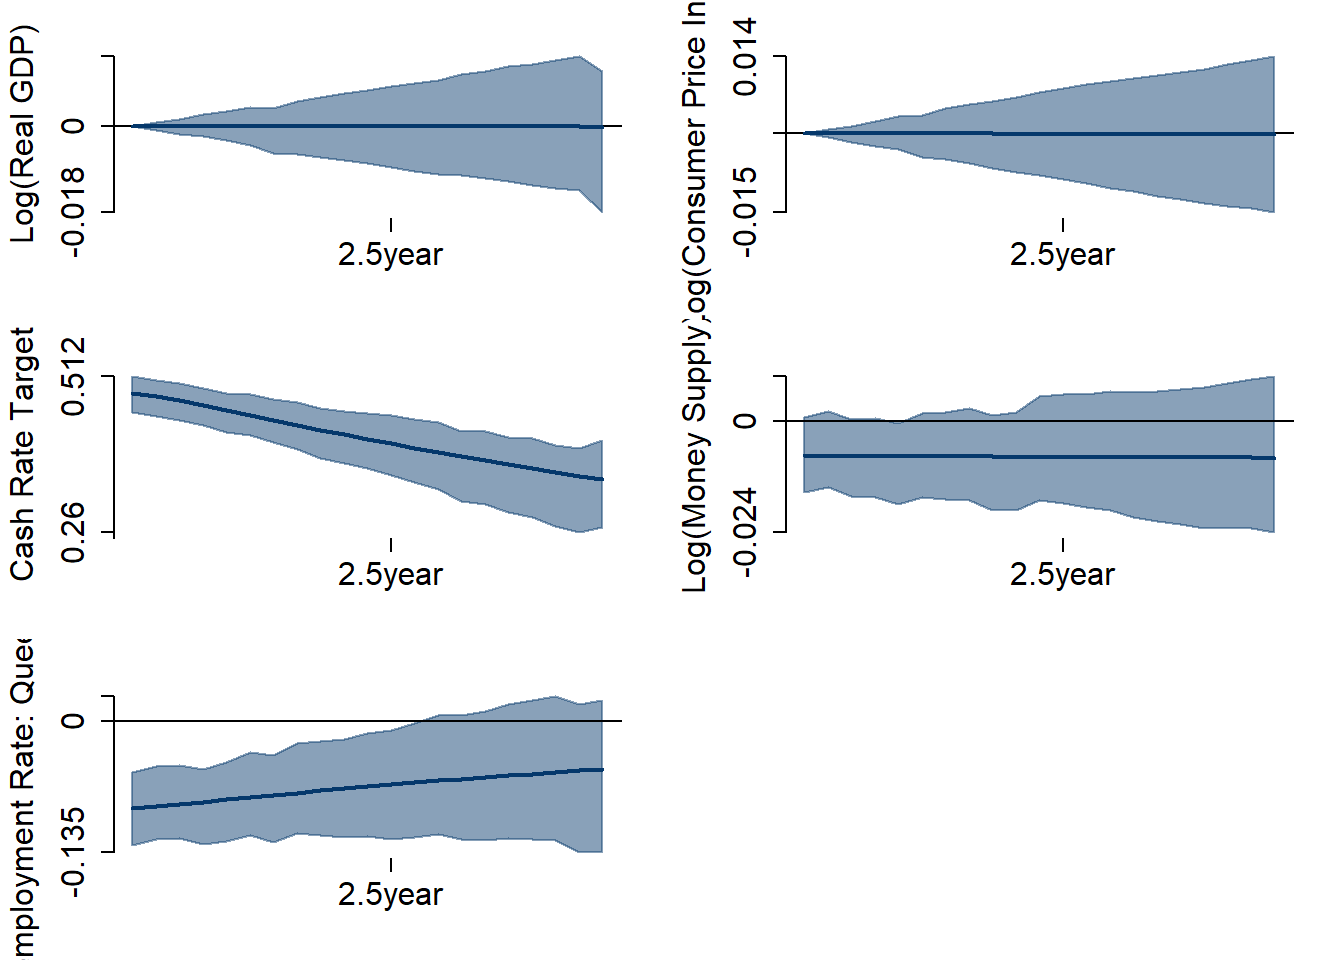 Log(Real GDP)
0
-0.018
2.5year
Log(Consumer Price In
0.014
-0.015
2.5year
Cash Rate Target
0.512
0.26
2.5year
Log(Money Supply)
0
-0.024
2.5year
mployment Rate: Quee
0
-0.135
2.5year